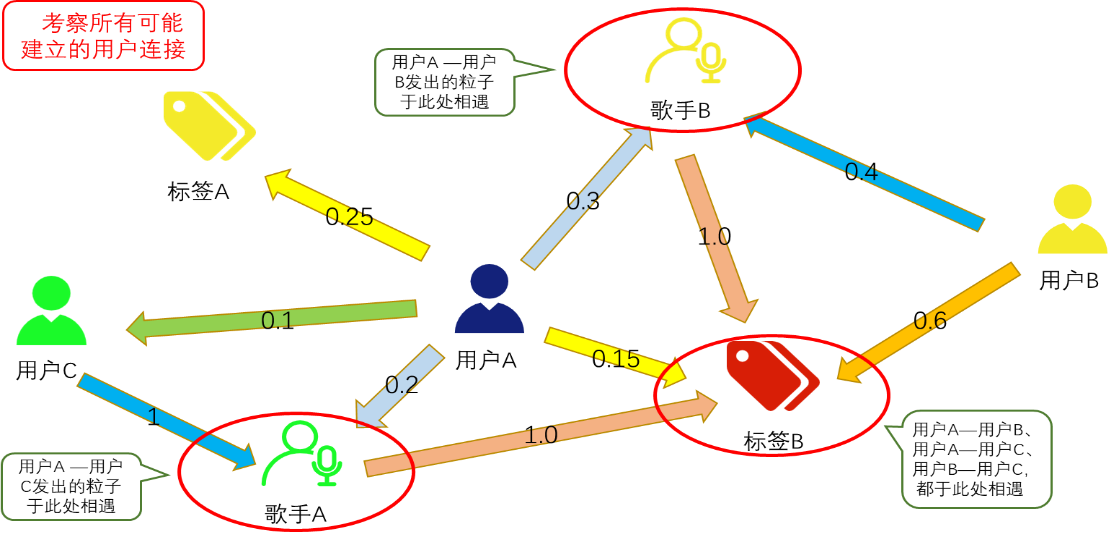 考察所有可能
建立的用户连接
用户A —用户
B发出的粒子
于此处相遇
歌手B
标签A
0.25
0.3
0.4
1.0
用户B
用户C
0.1
用户A
0.15
0.6
1
0.2
1.0
标签B
用户A —用户
C发出的粒子
于此处相遇
歌手A
用户A—用户B、
用户A—用户C、
用户B—用户C,
都于此处相遇